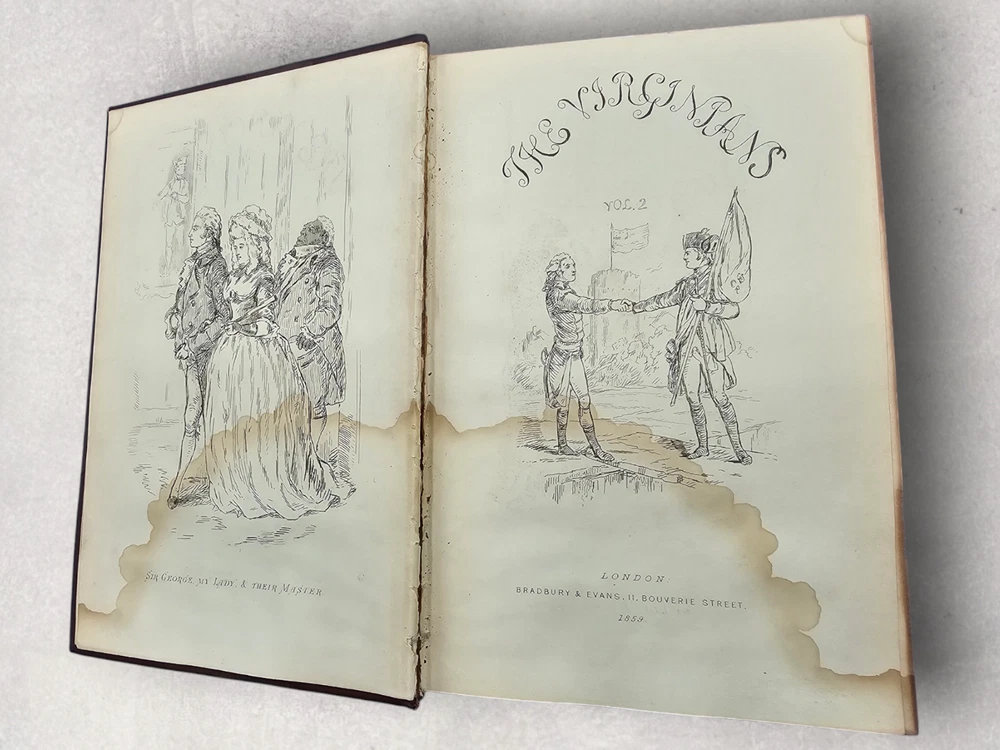 SIR GEORGE, MY LADY, & THEIR MASTER.
THE VIRGINIANS
VOL. 2
LONDON:
BRADBURY & EVANS, 11, BOUVERIE STREET.
1859.